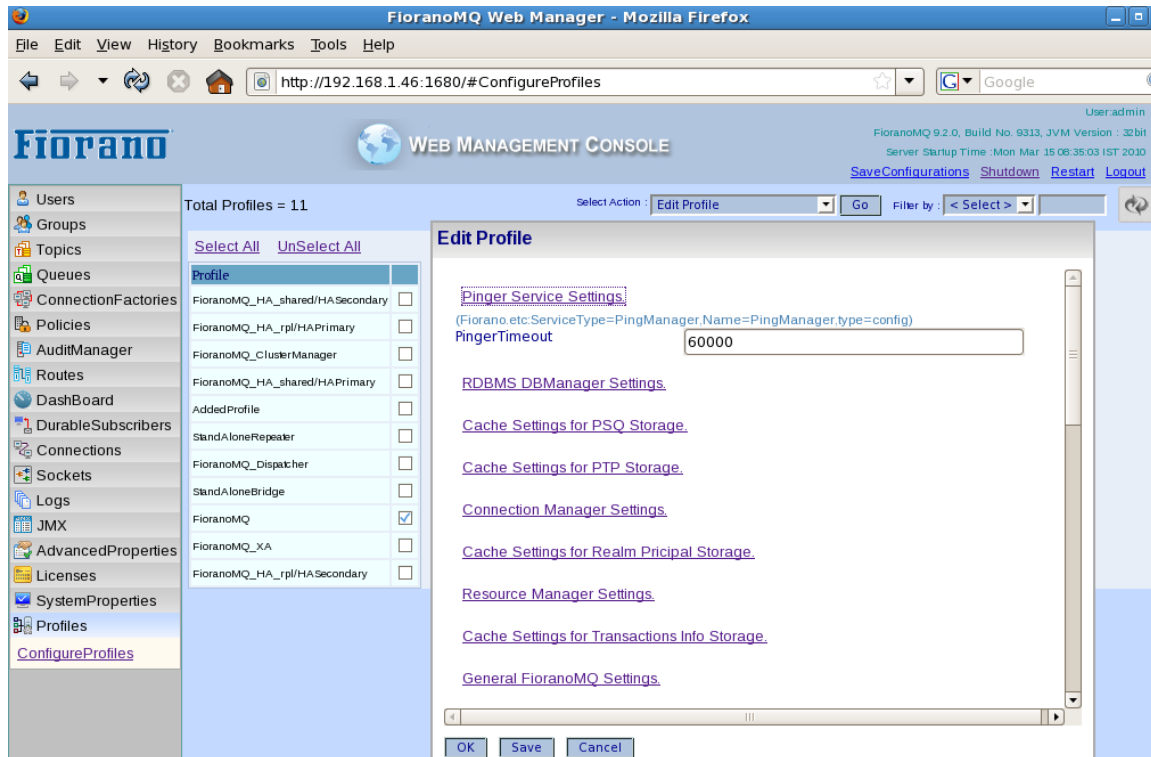 FioranoMQ Web Manager - Mozilla Firefox
File Edit View History Bookmarks Tools Help
http://192.168.1.46:1680/#ConfigureProfiles
G Google
User:admin
Fiorano
WEB MANAGEMENT CONSOLE
FioranoMQ 9.2.0, Build No. 9313, JVM Version : 32bit
Server Startup Time :Mon Mar 15 08:35:03 IST 2010
SaveConfigurations Shutdown Restart Logout
Users
Groups
Topics
Queues
ConnectionFactories
Policies
AuditManager
Routes
DashBoard
DurableSubscribers
Connections
Sockets
Logs
JMX
AdvancedProperties
Licenses
SystemProperties
Profiles
ConfigureProfiles
Total Profiles = 11
Select Action : Edit Profile Go Filter by : < Select >
Select All UnSelect All
Profile
FioranoMQ_HA_shared/HASecondary
FioranoMQ_HA_rpl/HAPrimary
FioranoMQ_ClusterManager
FioranoMQ_HA_shared/HAPrimary
AddedProfile
StandAloneRepeater
FioranoMQ_Dispatcher
StandAloneBridge
FioranoMQ
FioranoMQ_XA
FioranoMQ_HA_rpl/HASecondary
Edit Profile
Pinger Service Settings.
(Fiorano.etc:ServiceType=PingManager,Name=PingManager,type=config)
PingerTimeout 60000
RDBMS DBManager Settings.
Cache Settings for PSQ Storage.
Cache Settings for PTP Storage.
Connection Manager Settings.
Cache Settings for Realm Pricipal Storage.
Resource Manager Settings.
Cache Settings for Transactions Info Storage.
General FioranoMQ Settings.
OK Save Cancel